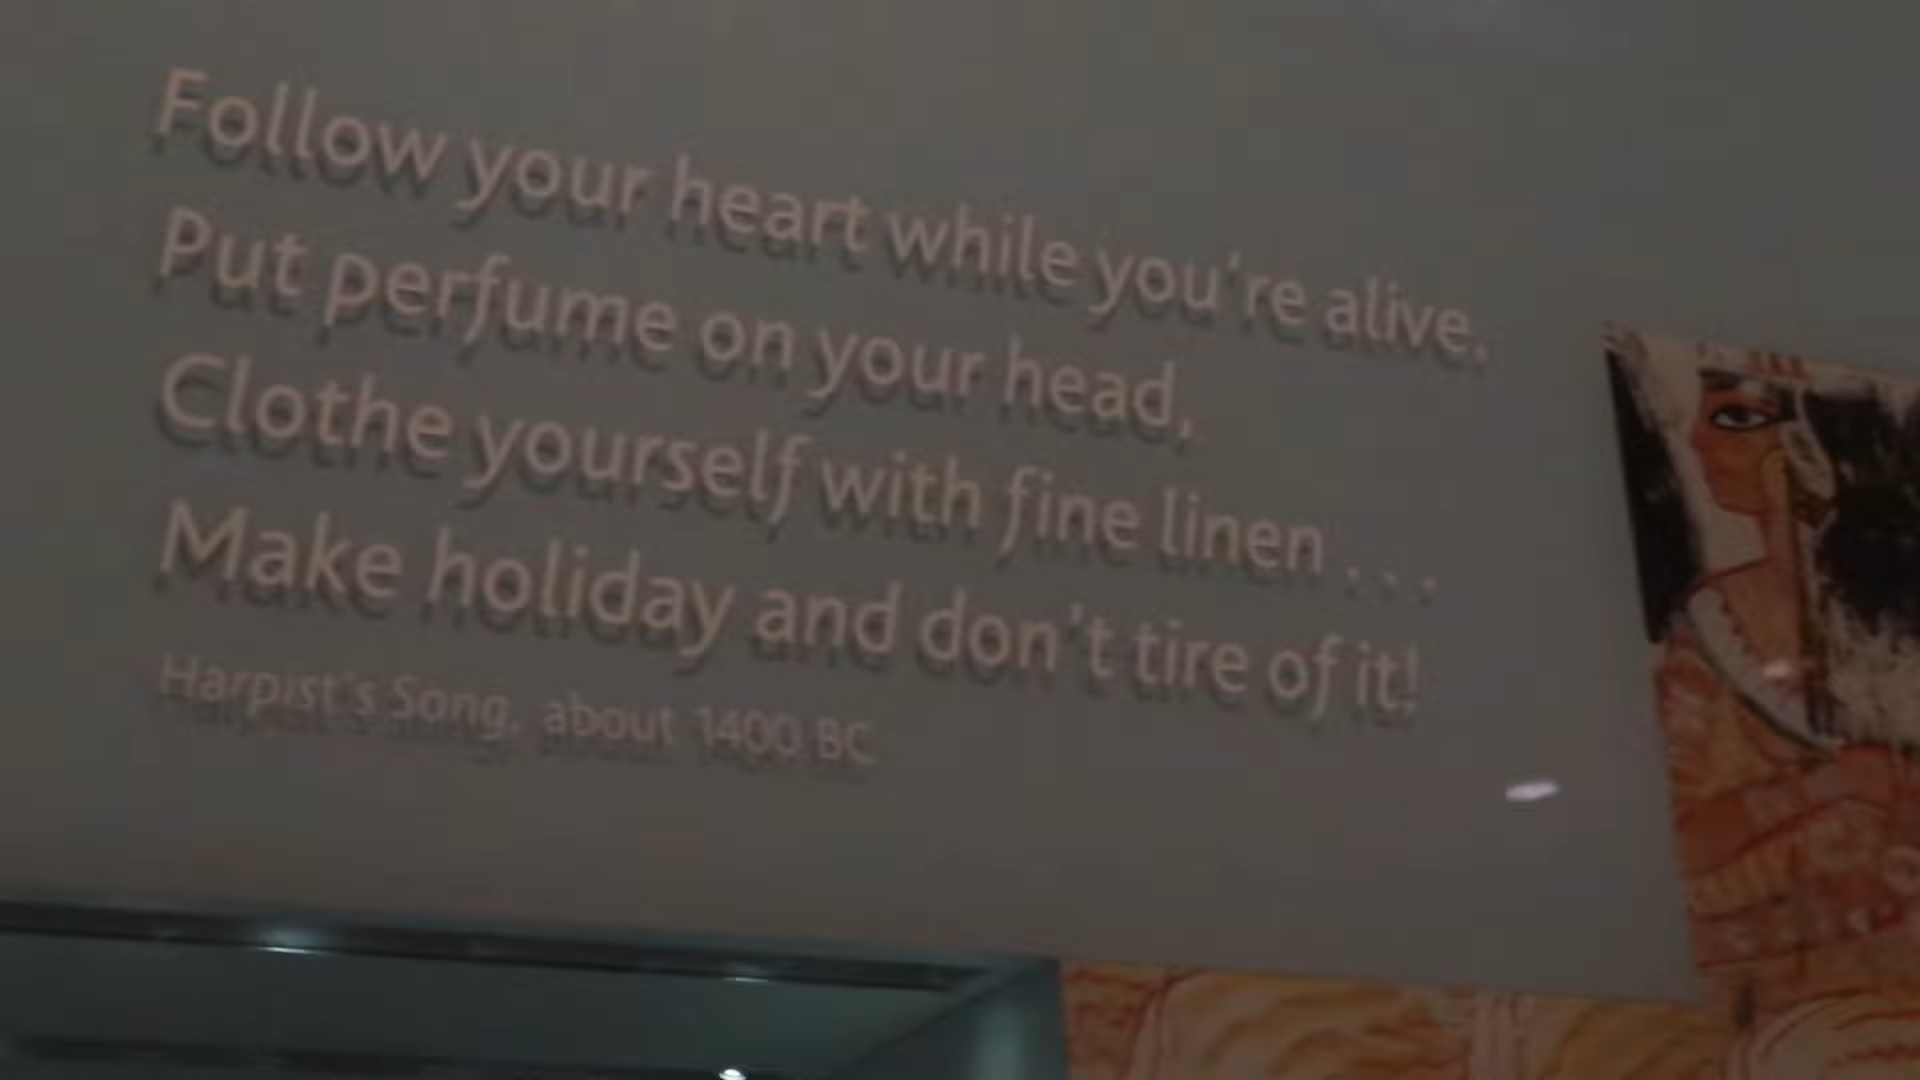 Follow your heart while you're alive.
Put perfume on your head,
Clothe yourself with fine linen . . .
Make holiday and don't tire of it!
Harpist's Song, about 1400 BC